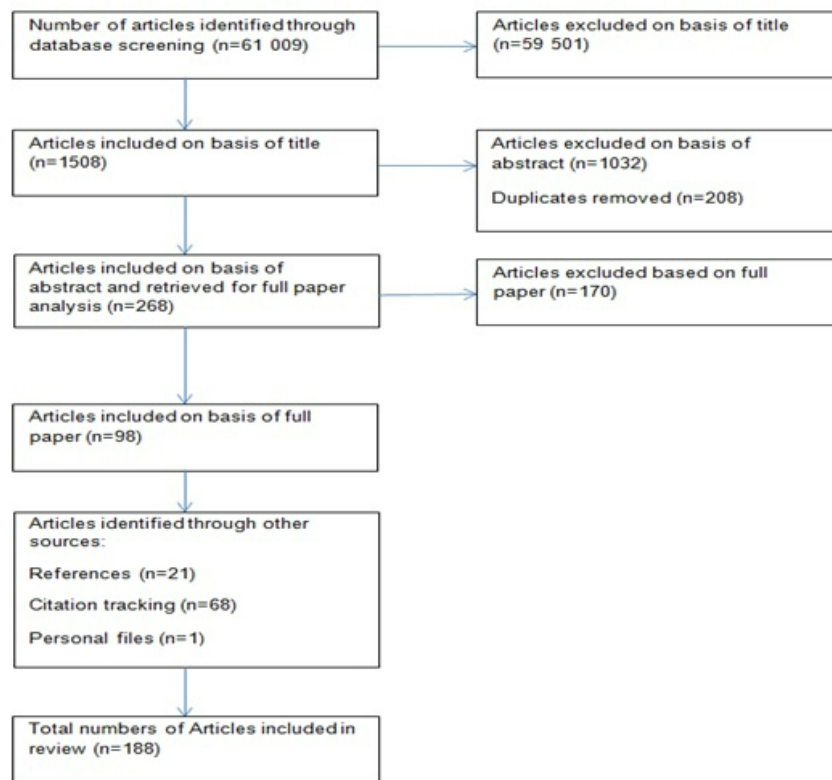 Number of articles identified through
database screening (n=61 009)
Articles excluded on basis of title
(n=59 501)
Articles included on basis of title
(n=1508)
Articles excluded on basis of
abstract (n=1032)
Duplicates removed (n=208)
Articles included on basis of
abstract and retrieved for full paper
analysis (n=268)
Articles excluded based on full
paper (n=170)
Articles included on basis of full
paper (n=98)
Articles identified through other
sources:
References (n=21)
Citation tracking (n=68)
Personal files (n=1)
Total numbers of Articles included in
review (n=188)